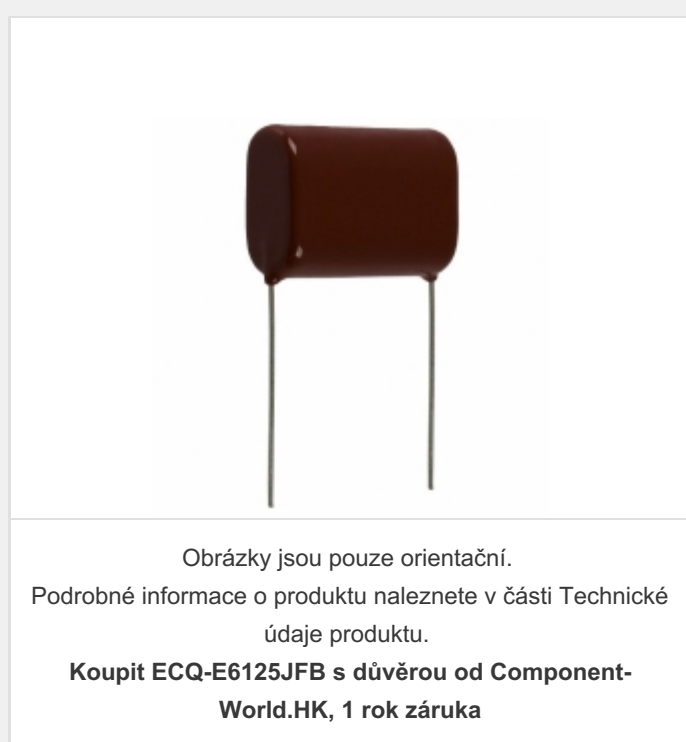 Obrázky jsou pouze orientační.
Podrobné informace o produktu naleznete v části Technické
údaje produktu.
Koupit ECQ-E6125JFB s důvěrou od Component-
World.HK, 1 rok záruka